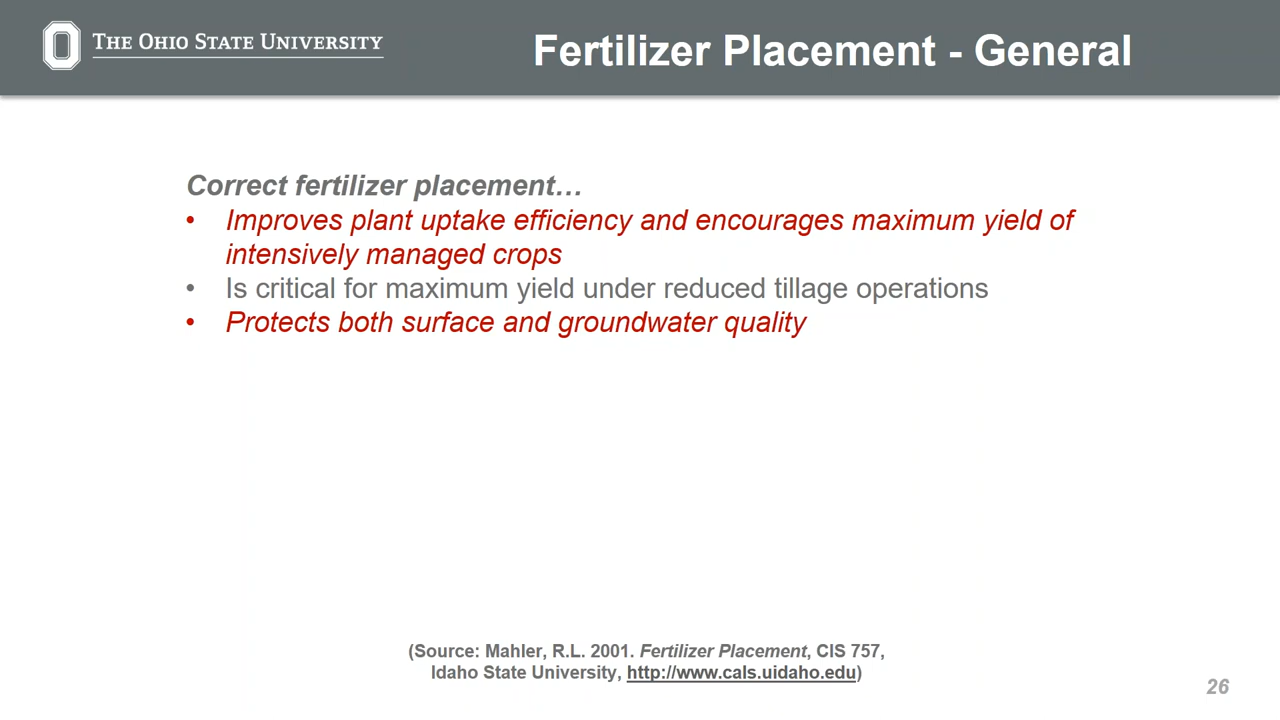 THE OHIO STATE UNIVERSITY
Fertilizer Placement - General
Correct fertilizer placement…
• Improves plant uptake efficiency and encourages maximum yield of
intensively managed crops
• Is critical for maximum yield under reduced tillage operations
• Protects both surface and groundwater quality
(Source: Mahler, R.L. 2001. Fertilizer Placement, CIS 757,
Idaho State University, http://www.cals.uidaho.edu)
26